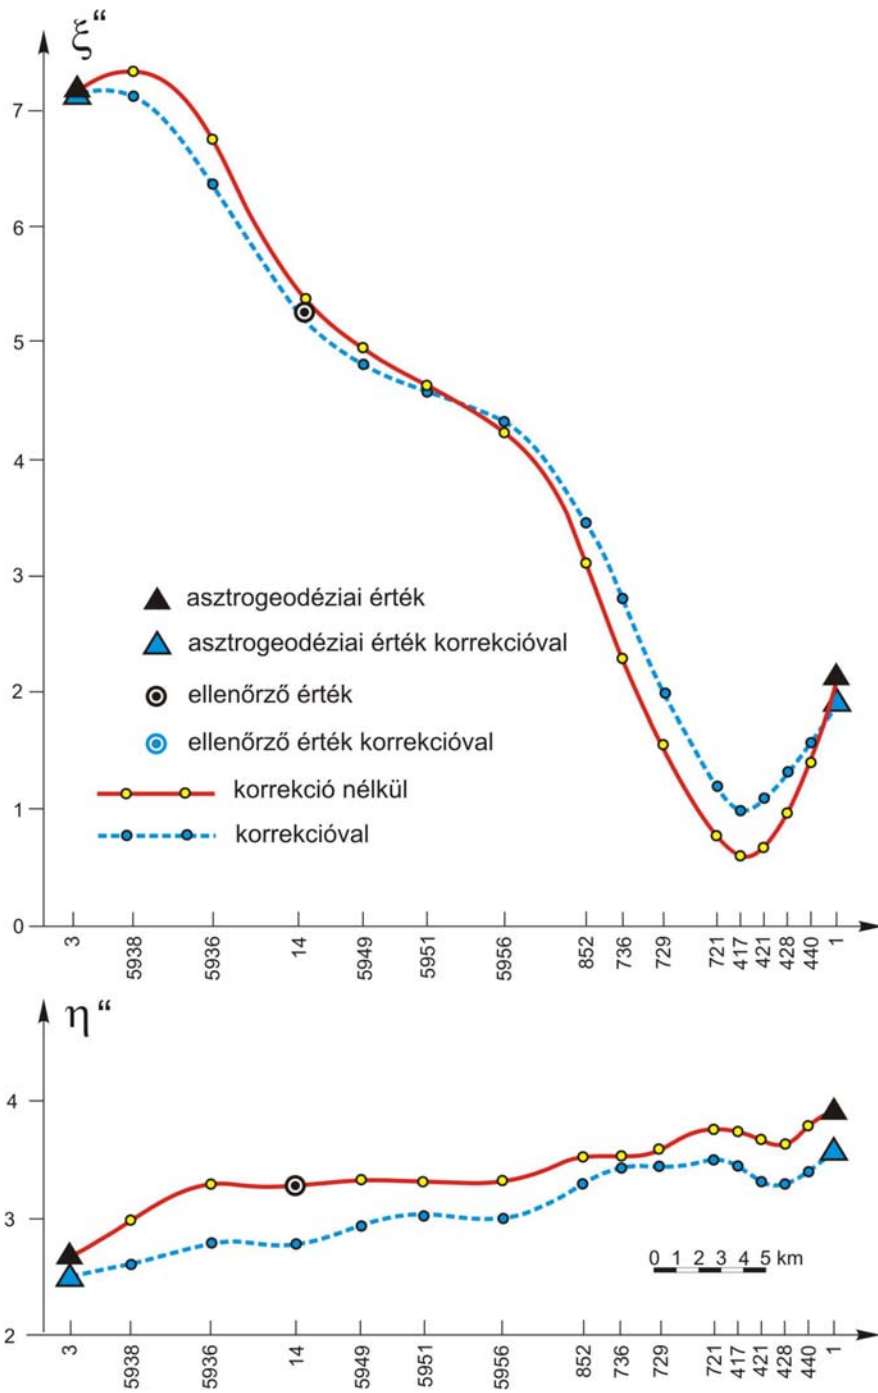 ξ“
7
6
5
4
3
2
1
0
asztrogeodéziai érték
asztrogeodéziai érték korrekcióval
ellenőrző érték
ellenőrző érték korrekcióval
korrekció nélkül
korrekcióval
3 5938 5936 14 5949 5951 5956 852 736 729 721 417 421 428 440 1
η“
4
3
2
0 1 2 3 4 5 km
3 5938 5936 14 5949 5951 5956 852 736 729 721 417 421 428 440 1